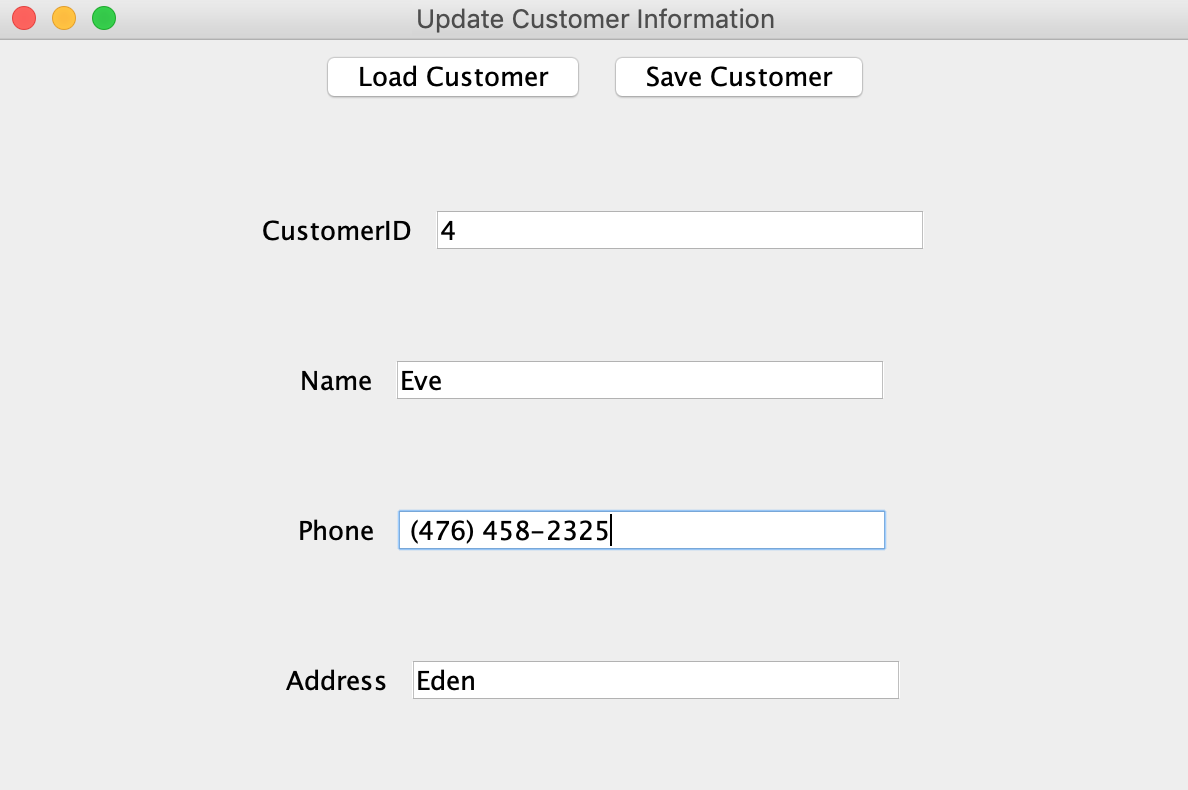 Update Customer Information
Load Customer Save Customer
CustomerID 4
Name Eve
Phone (476) 458-2325
Address Eden